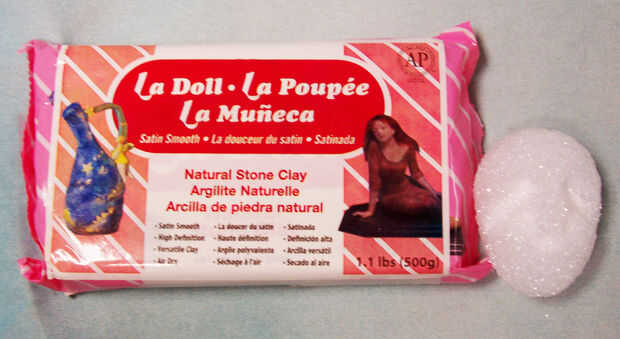 AP
La Doll • La Poupée
La Muñeca
Satin Smooth • La douceur du satin • Satinada
Natural Stone Clay
Argilite Naturelle
Arcilla de piedra natural
• Satin Smooth • La doucer du satin • Satinada
• High Definition • Haute définition • Definición alta
• Versatile Clay • Argile polyvalente • Arcilla versátil
• Air Dry • Séchage à l'air • Secado al aire
1.1 lbs (500g)